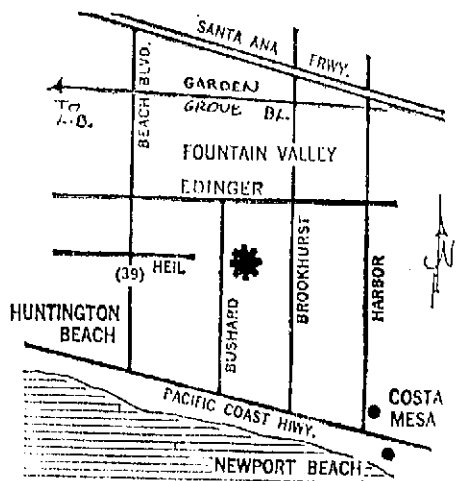 SANTA ANA FRWY.
BEACH BLVD.
GARDEN
GROVE BL.
TO
L.B.
FOUNTAIN VALLEY
EDINGER
(39) HEIL
BUSHARD
BROOKHURST
HARBOR
N
HUNTINGTON
BEACH
PACIFIC COAST HWY.
COSTA
MESA
NEWPORT BEACH